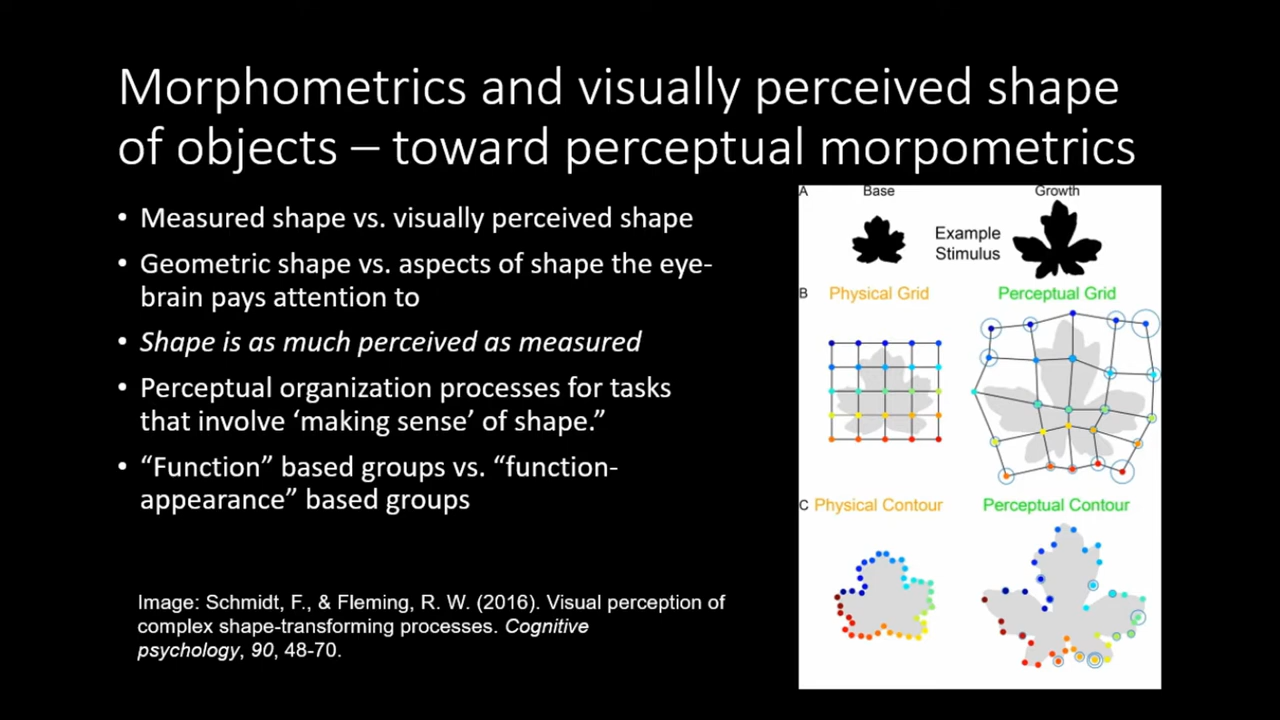 Morphometrics and visually perceived shape
of objects – toward perceptual morpometrics
• Measured shape vs. visually perceived shape
• Geometric shape vs. aspects of shape the eye-
brain pays attention to
• Shape is as much perceived as measured
• Perceptual organization processes for tasks
that involve ‘making sense’ of shape.”
• “Function” based groups vs. “function-
appearance” based groups
Image: Schmidt, F., & Fleming, R. W. (2016). Visual perception of
complex shape-transforming processes. Cognitive
psychology, 90, 48-70.
A Base Growth
Example
Stimulus
B Physical Grid Perceptual Grid
C Physical Contour Perceptual Contour